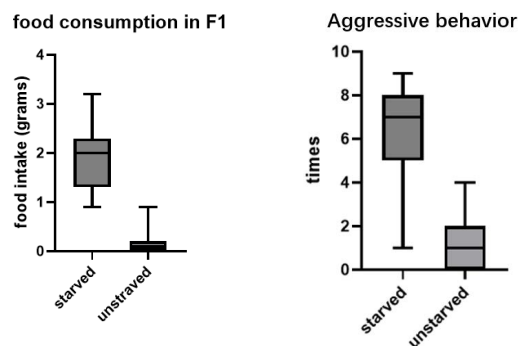 food consumption in F1
food intake (grams)
4
3
2
1
0
starved
unstraved
Aggressive behavior
times
10
8
6
4
2
0
starved
unstarved